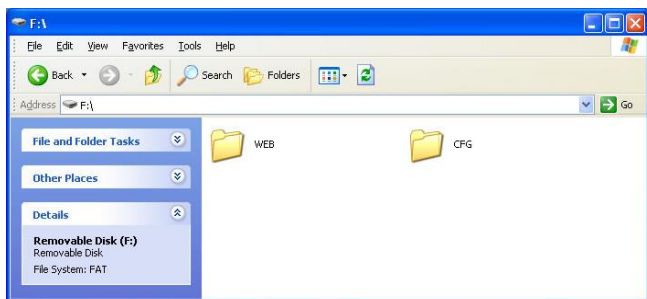 F:\
File Edit View Favorites Tools Help
Back Search Folders
Address F:\ Go
File and Folder Tasks
Other Places
Details
Removable Disk (F:)
Removable Disk
File System: FAT
WEB CFG